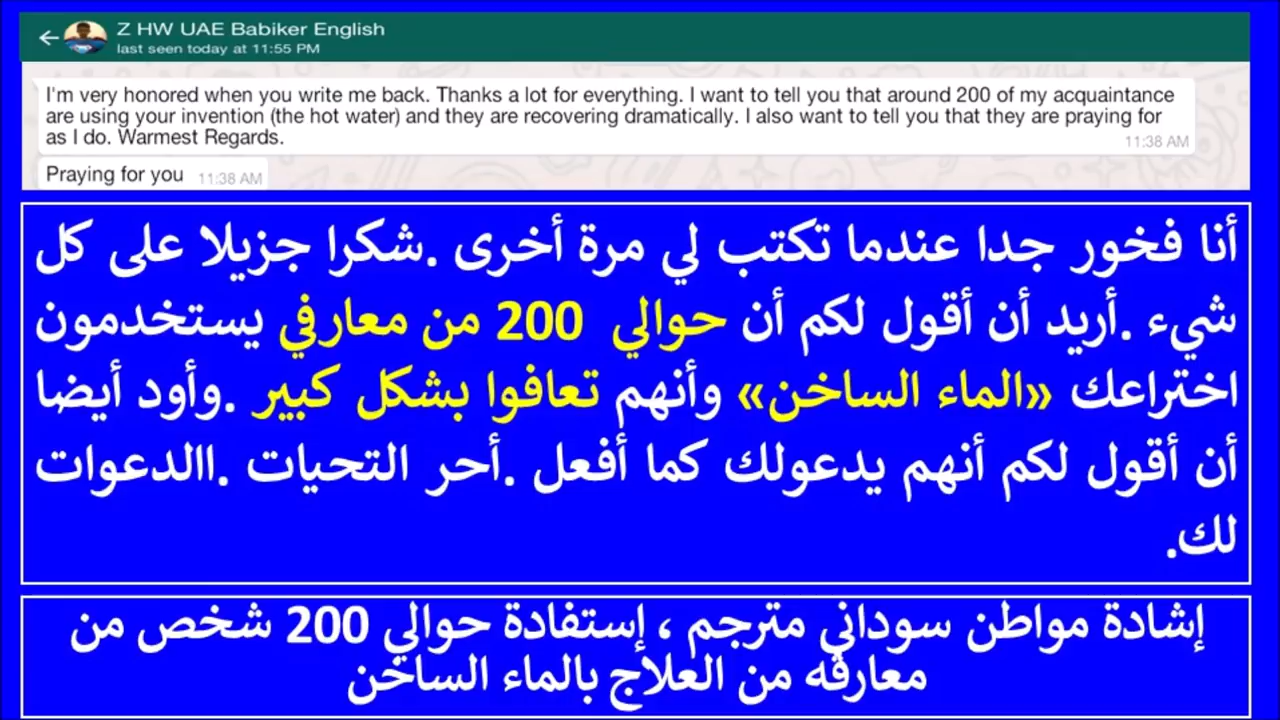 Z HW UAE Babiker English
last seen today at 11:55 PM
I'm very honored when you write me back. Thanks a lot for everything. I want to tell you that around 200 of my acquaintance
are using your invention (the hot water) and they are recovering dramatically. I also want to tell you that they are praying for
as I do. Warmest Regards.
11:38 AM
Praying for you 11:38 AM
أنا فخور جدا عندما تكتب لي مرة أخرى .شكرا جزيلا على كل
شيء .أريد أن أقول لكم أن حوالي 200 من معارفي يستخدمون
اختراعك «الماء الساخن» وأنهم تعافوا بشكل كبير .وأود أيضا
أن أقول لكم أنهم يدعولك كما أفعل .أحر التحيات .االدعوات
لك.
إشادة مواطن سوداني مترجم ، إستفادة حوالي 200 شخص من
معارفه من العلاج بالماء الساخن